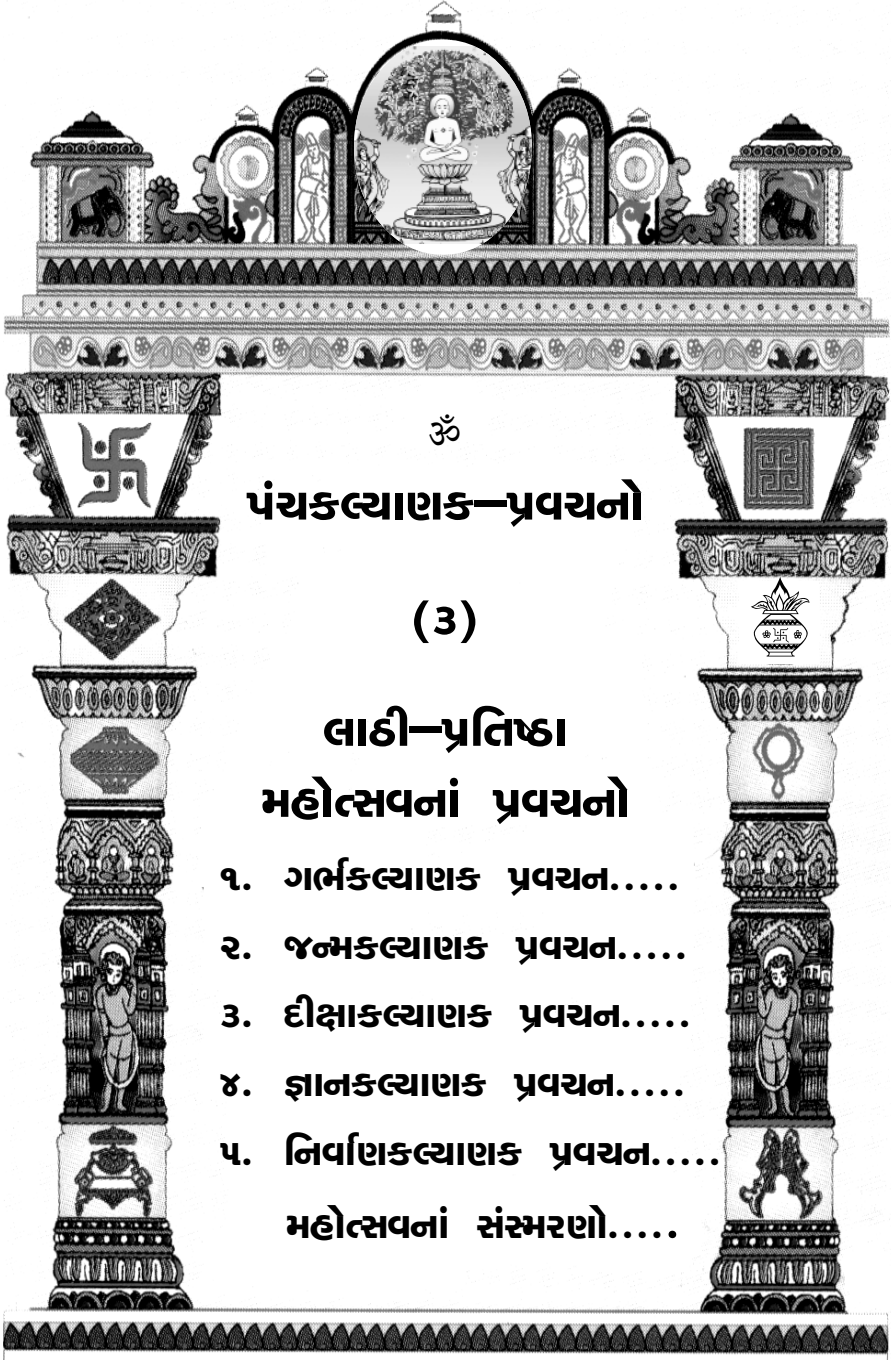 ૐ
પંચકલ્યાણક–પ્રવચનો
(૩)
લાઠી–પ્રતિષ્ઠા
મહોત્સવનાં પ્રવચનો
૧. ગર્ભકલ્યાણક પ્રવચન.....
૨. જન્મકલ્યાણક પ્રવચન.....
૩. દીક્ષાકલ્યાણક પ્રવચન.....
૪. જ્ઞાનકલ્યાણક પ્રવચન.....
૫. નિર્વાણકલ્યાણક પ્રવચન.....
મહોત્સવનાં સંસ્મરણો.....